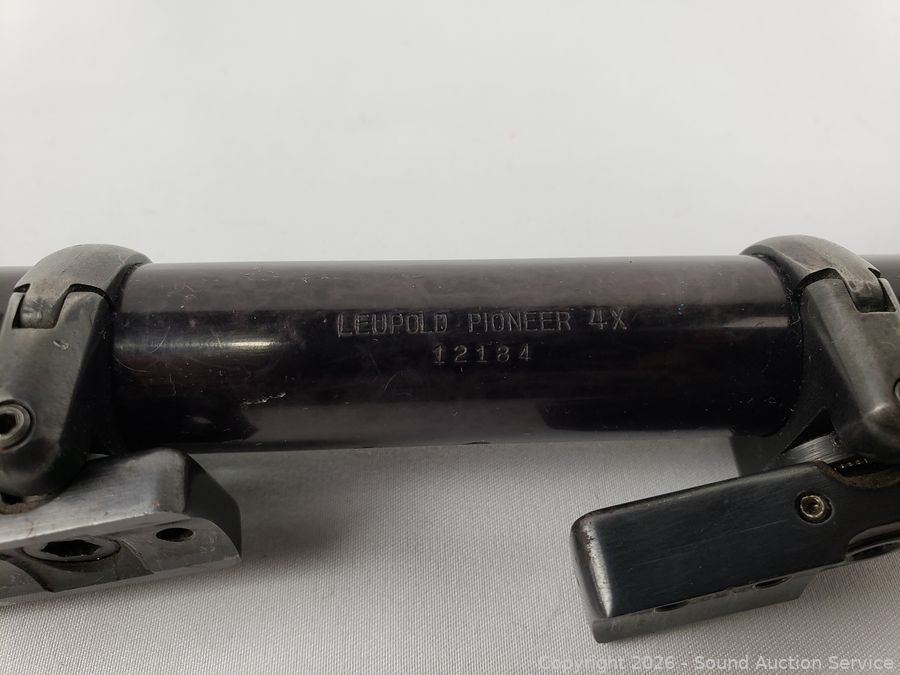 LEUPOLD PIONEER 4X
12184
Copyright 2026 - Sound Auction Service